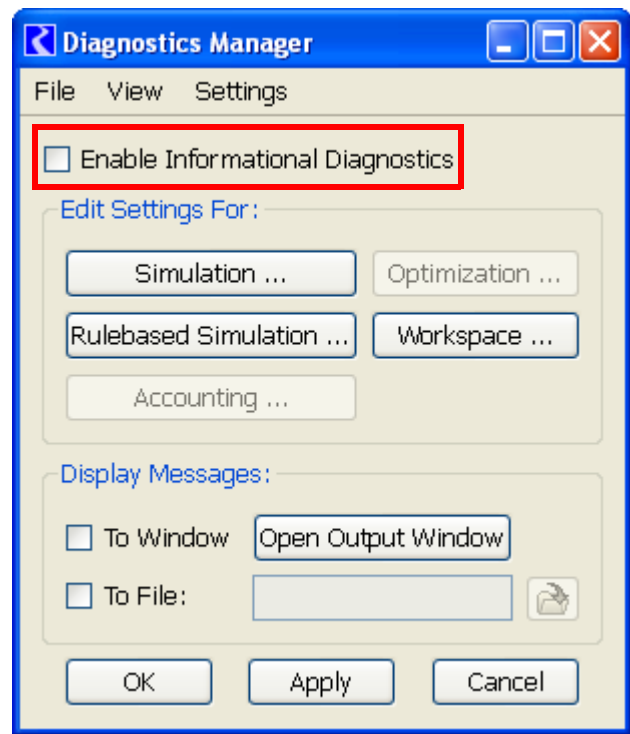 Diagnostics Manager
File View Settings
Enable Informational Diagnostics
Edit Settings For:
Simulation ... Optimization ...
Rulebased Simulation ... Workspace ...
Accounting ...
Display Messages:
To Window Open Output Window
To File:
OK Apply Cancel